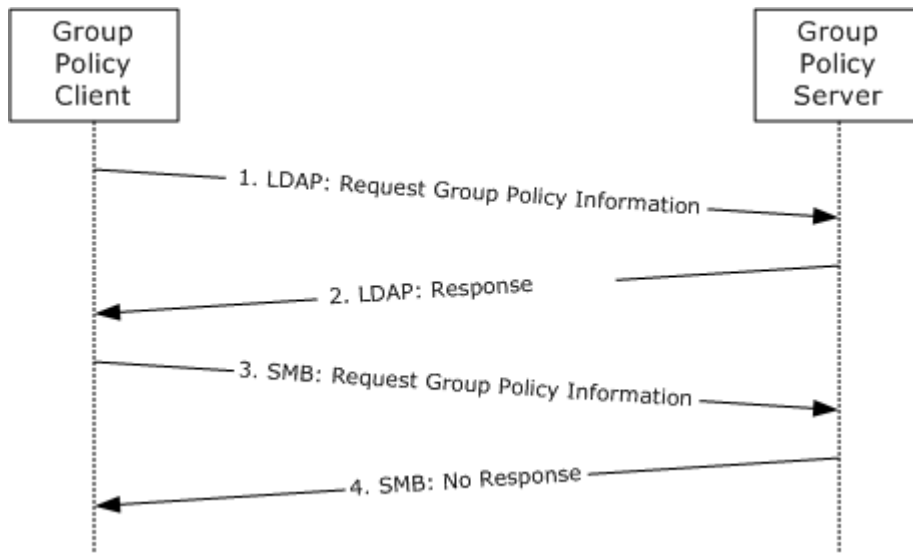 Group
Policy
Client
Group
Policy
Server
1. LDAP: Request Group Policy Information
2. LDAP: Response
3. SMB: Request Group Policy Information
4. SMB: No Response